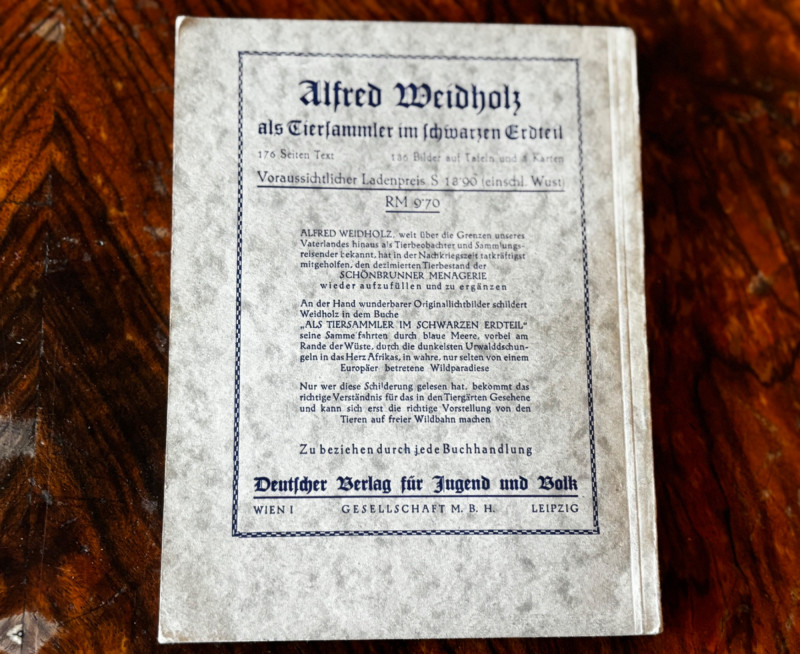 Alfred Weidholz
als Tiersammler im schwarzen Erdteil
176 Seiten Text 136 Bilder auf Tafeln und 8 Karten
Voraussichtlicher Ladenpreis S 18'90 (einschl. Wust)
RM 9'70
ALFRED WEIDHOLZ, weit über die Grenzen unseres
Vaterlandes hinaus als Tierbeobachter und Sammlungs-
reisender bekannt, hat in der Nachkriegszeit tatkräftigst
mitgeholfen, den dezimierten Tierbestand der
SCHÖNBRUNNER MENAGERIE
wieder aufzufüllen und zu ergänzen
An der Hand wunderbarer Originallichtbilder schildert
Weidholz in dem Buche
„ALS TIERSAMMLER IM SCHWARZEN ERDTEIL"
seine Sammelfahrten durch blaue Meere, vorbei am
Rande der Wüste, durch die dunkelsten Urwalddschun-
geln in das Herz Afrikas, in wahre, nur selten von einem
Europäer betretene Wildparadiese
Nur wer diese Schilderung gelesen hat, bekommt das
richtige Verständnis für das in den Tiergärten Gesehene
und kann sich erst die richtige Vorstellung von den
Tieren auf freier Wildbahn machen
Zu beziehen durch jede Buchhandlung
Deutscher Verlag für Jugend und Volk
WIEN I GESELLSCHAFT M. B. H. LEIPZIG